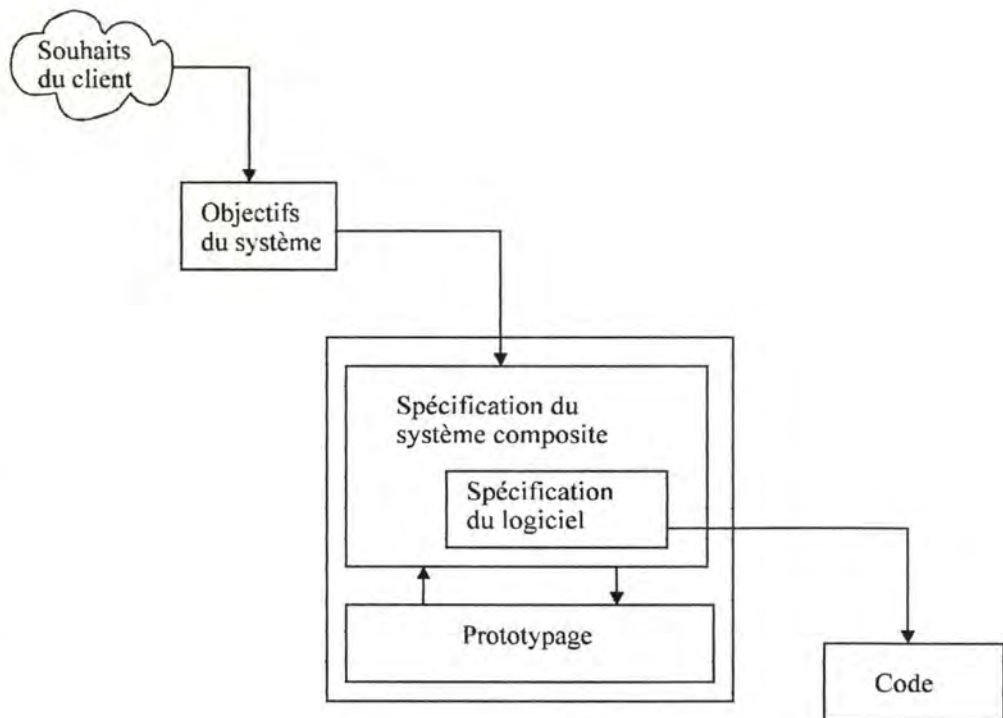 Souhaits
du client
Objectifs
du système
Spécification du
système composite
Spécification
du logiciel
Prototypage
Code